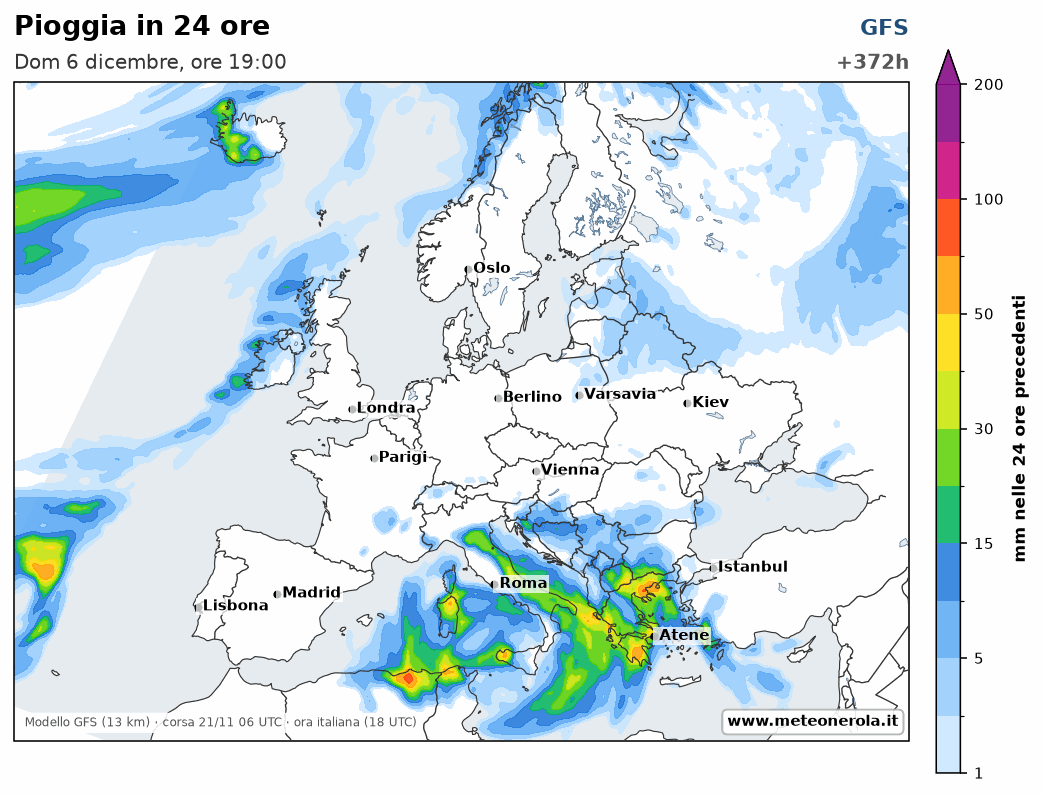 Pioggia in 24 ore
GFS
Dom 6 dicembre, ore 19:00
+372h
200
100
50
30
15
5
1
mm nelle 24 ore precedenti
Oslo
Berlino
Varsavia
Kiev
Londra
Parigi
Vienna
Istanbul
Roma
Madrid
Lisbona
Atene
Modello GFS (13 km) · corsa 21/11 06 UTC · ora italiana (18 UTC)
www.meteonerola.it